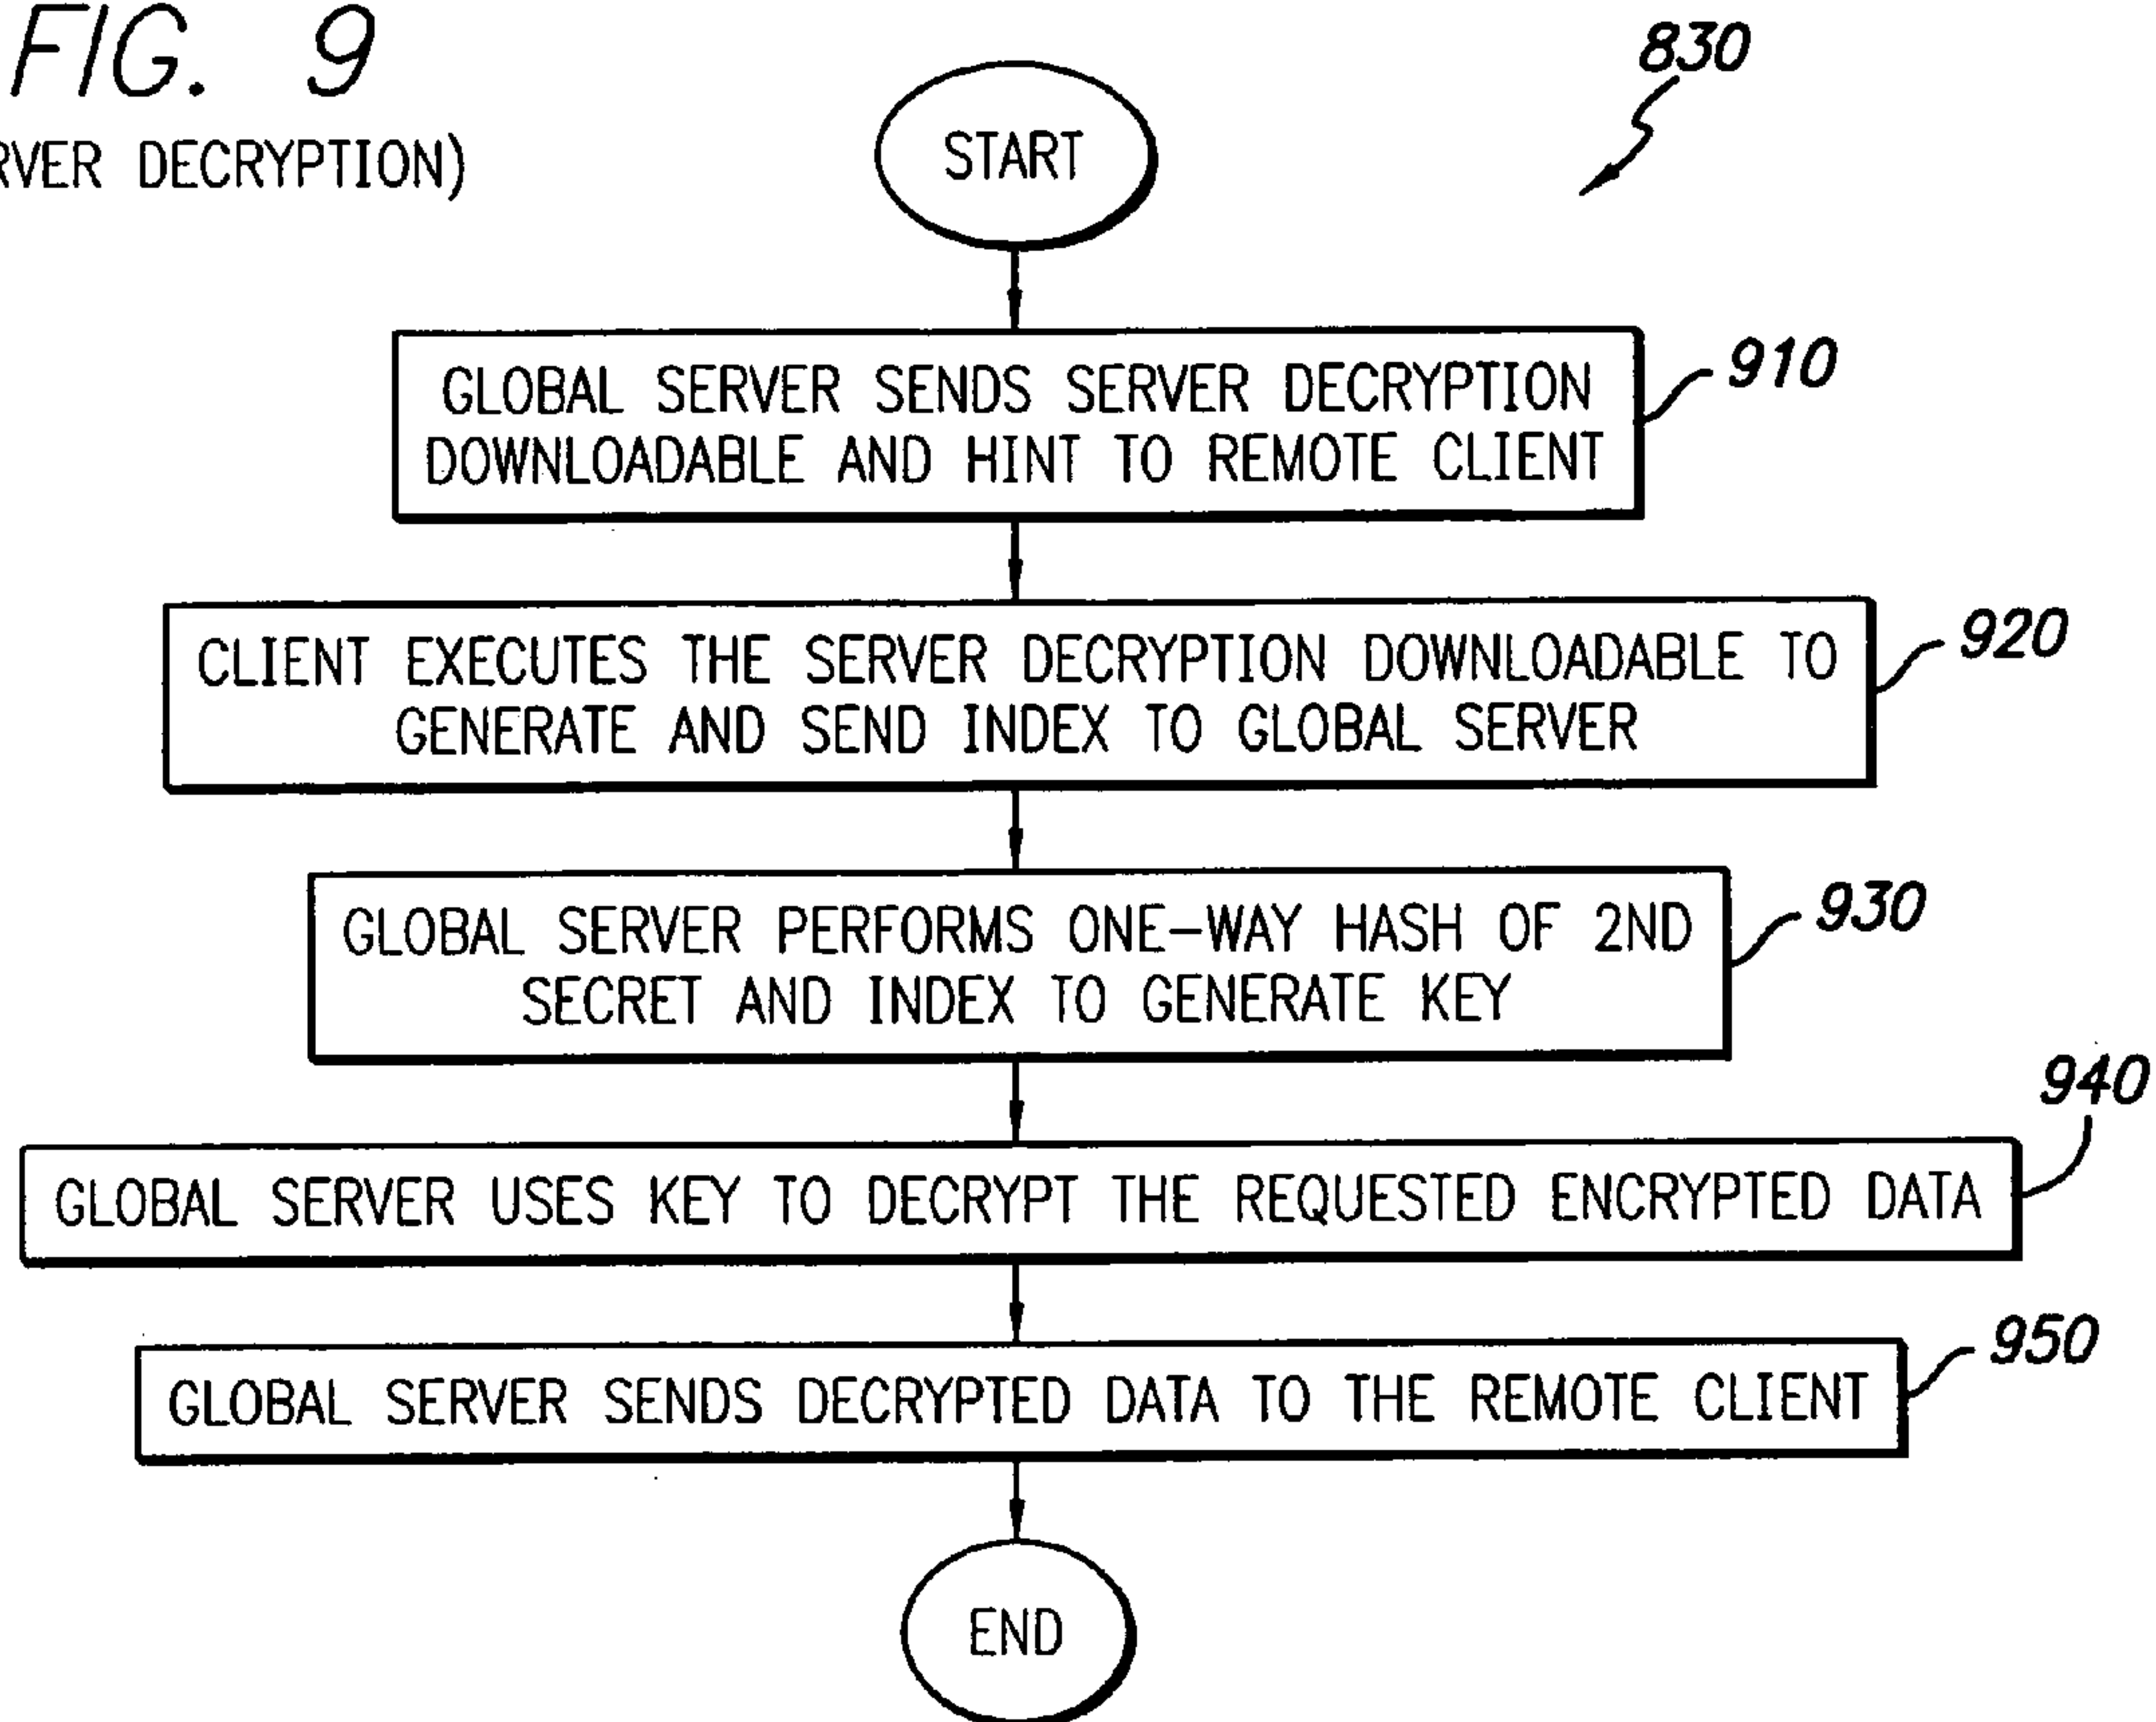 FIG. 9
DECRYPTION)
830
START
GLOBAL SERVER SENDS SERVER DECRYPTION
DOWNLOADABLE AND HINT TO REMOTE CLIENT
910
CLIENT EXECUTES THE SERVER DECRYPTION DOWNLOADABLE TO
GENERATE AND SEND INDEX TO GLOBAL SERVER
920
GLOBAL SERVER PERFORMS ONE-WAY HASH OF 2ND
SECRET AND INDEX TO GENERATE KEY
930
GLOBAL SERVER USES KEY TO DECRYPT THE REQUESTED ENCRYPTED DATA
940
GLOBAL SERVER SENDS DECRYPTED DATA TO THE REMOTE CLIENT
950
END